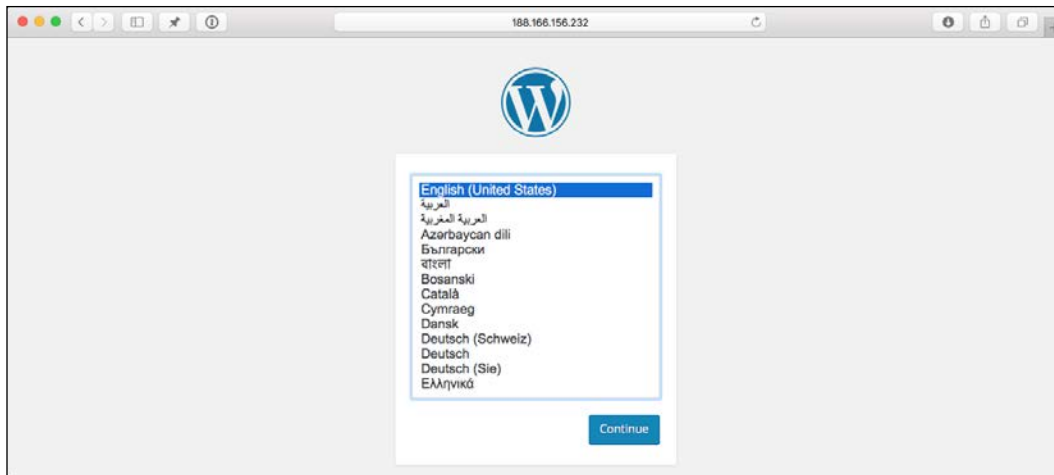 188.166.156.232
English (United States)
العربية
العربية المغربية
Azərbaycan dili
Български
বাংলা
Bosanski
Català
Cymraeg
Dansk
Deutsch (Schweiz)
Deutsch
Deutsch (Sie)
Ελληνικά
Continue